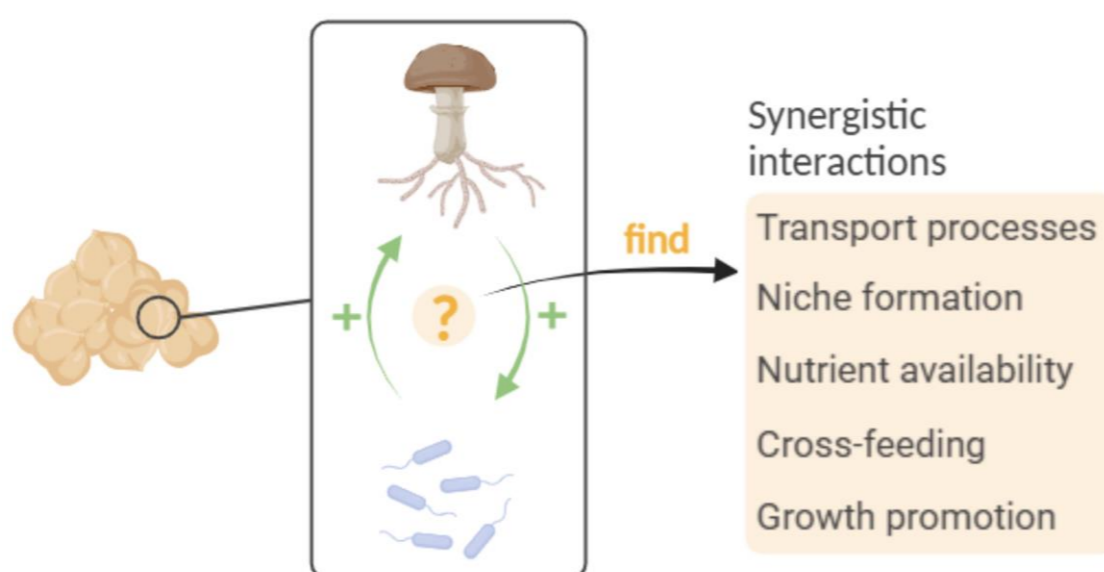 Synergistic
interactions
find
Transport processes
+
?
+
Niche formation
Nutrient availability
Cross-feeding
Growth promotion